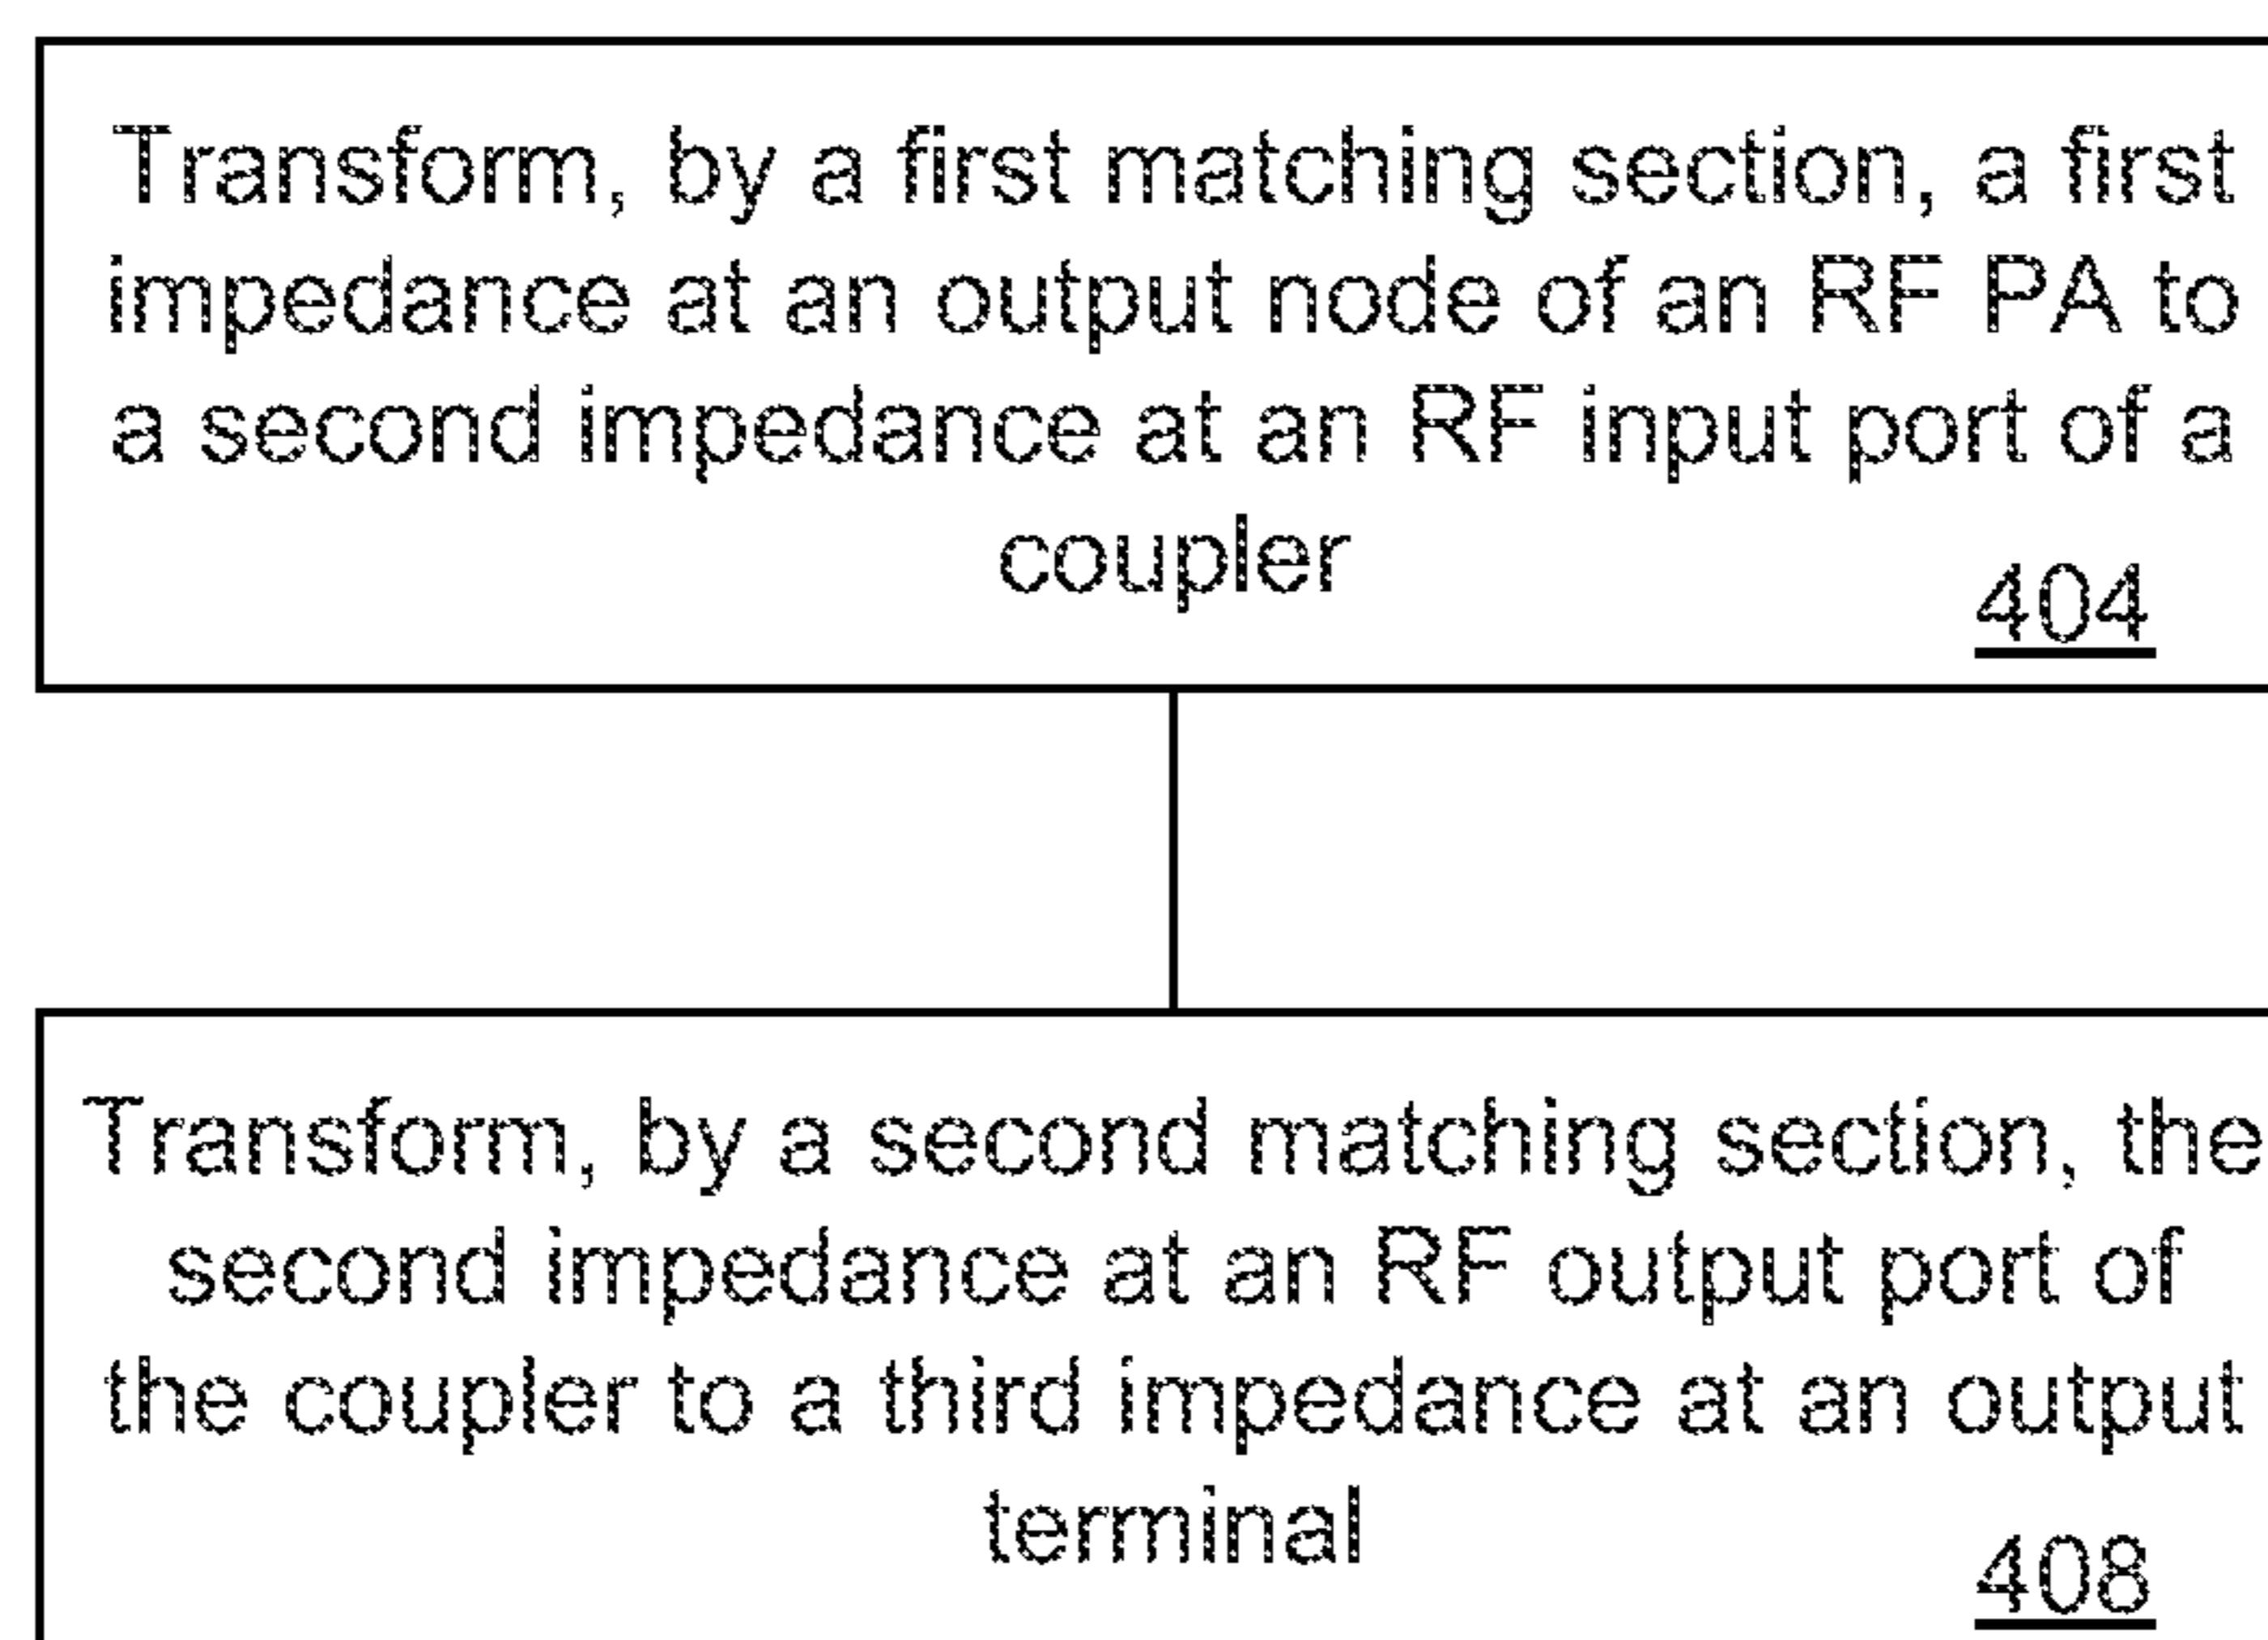 Transform, by a first matching section, a first
impedance at an output node of an RF PA to
a second impedance at an RF input port of a
coupler
404
Transform, by a second matching section, the
second impedance at an RF output port of
the coupler to a third impedance at an output
terminal
408